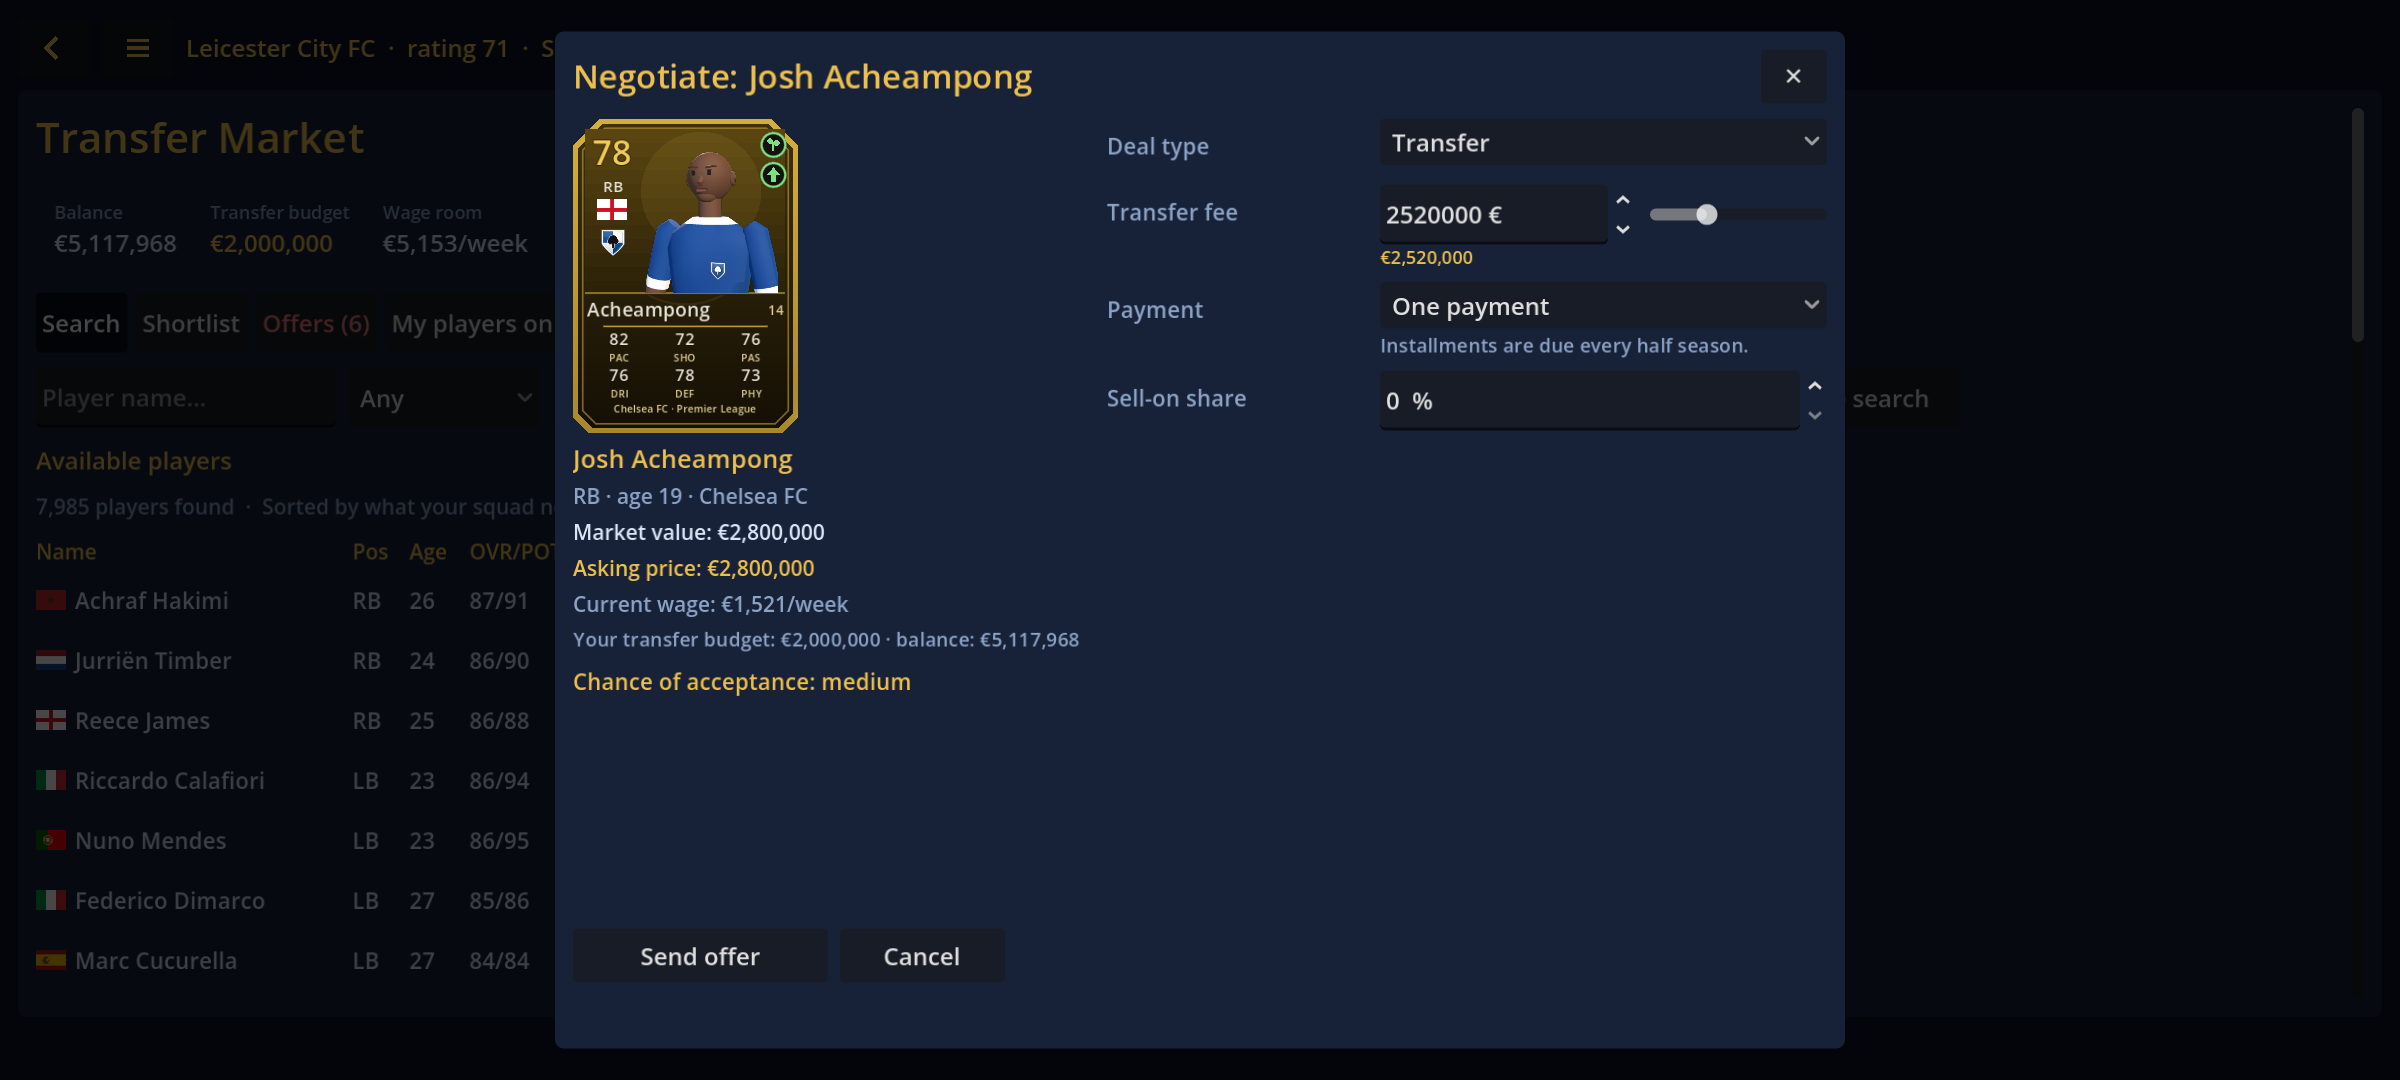 Leicester City FC · rating 71 · S
Transfer Market
Balance Transfer budget Wage room
€5,117,968 €2,000,000 €5,153/week
Search Shortlist Offers (6) My players on
Player name... Any search
Available players
7,985 players found · Sorted by what your squad
Name Pos Age OVR/POT
Achraf Hakimi RB 26 87/91
Jurriën Timber RB 24 86/90
Reece James RB 25 86/88
Riccardo Calafiori LB 23 86/94
Nuno Mendes LB 23 86/95
Federico Dimarco LB 27 85/86
Marc Cucurella LB 27 84/84
Negotiate: Josh Acheampong
78
RB
Acheampong 14
82 72 76
PAC SHO PAS
76 78 73
DRI DEF PHY
Chelsea FC · Premier League
Josh Acheampong
RB · age 19 · Chelsea FC
Market value: €2,800,000
Asking price: €2,800,000
Current wage: €1,521/week
Your transfer budget: €2,000,000 · balance: €5,117,968
Chance of acceptance: medium
Deal type Transfer
Transfer fee 2520000 €
€2,520,000
Payment One payment
Installments are due every half season.
Sell-on share 0 %
Send offer Cancel